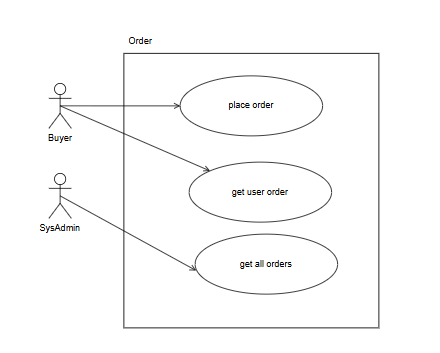 Order
place order
Buyer
get user order
SysAdmin
get all orders